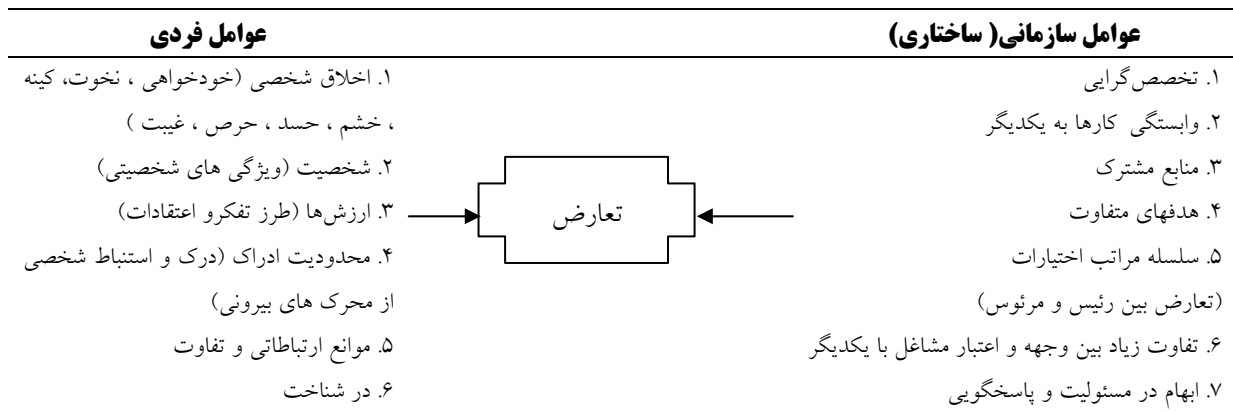 عوامل سازمانی( ساختاری)
۱. تخصص‌گرایی
۲. وابستگی کارها به یکدیگر
۳. منابع مشترک
۴. هدفهای متفاوت
۵. سلسله مراتب اختیارات
(تعارض بین رئیس و مرئوس)
۶. تفاوت زیاد بین وجهه و اعتبار مشاغل با یکدیگر
۷. ابهام در مسئولیت و پاسخگویی
تعارض
عوامل فردی
۱. اخلاق شخصی (خودخواهی ، نخوت، کینه
، خشم ، حسد ، حرص ، غیبت )
۲. شخصیت (ویژگی های شخصیتی)
۳. ارزش‌ها (طرز تفکرو اعتقادات)
۴. محدودیت ادراک (درک و استنباط شخصی
از محرک های بیرونی)
۵. موانع ارتباطاتی و تفاوت
۶. در شناخت